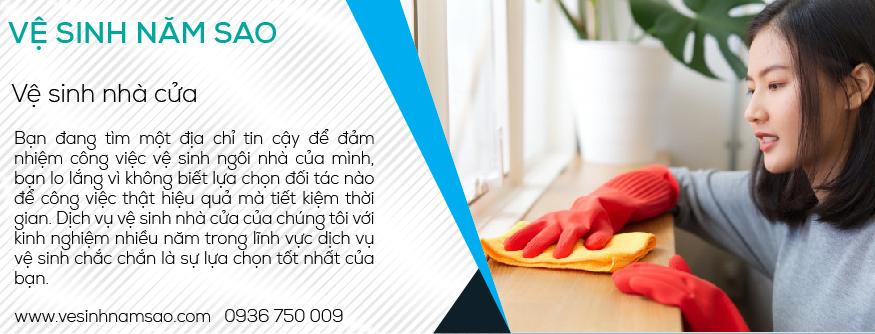 VỆ SINH NĂM SAO
Vệ sinh nhà cửa
Bạn đang tìm một địa chỉ tin cậy để đảm
nhiệm công việc vệ sinh ngôi nhà của mình,
bạn lo lắng vì không biết lựa chọn đối tác nào
để công việc thật hiệu quả mà tiết kiệm thời
gian. Dịch vụ vệ sinh nhà cửa của chúng tôi với
kinh nghiệm nhiều năm trong lĩnh vực dịch vụ
vệ sinh chắc chắn là sự lựa chọn tốt nhất của
bạn.
www.vesinhnamsao.com 0936 750 009